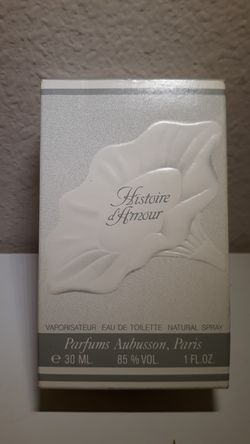 Histoire
d'Amour
VAPORISATEUR EAU DE TOILETTE NATURAL SPRAY
Parfums Aubusson, Paris
℮ 30 ML. 85 % VOL. 1 FL.OZ.